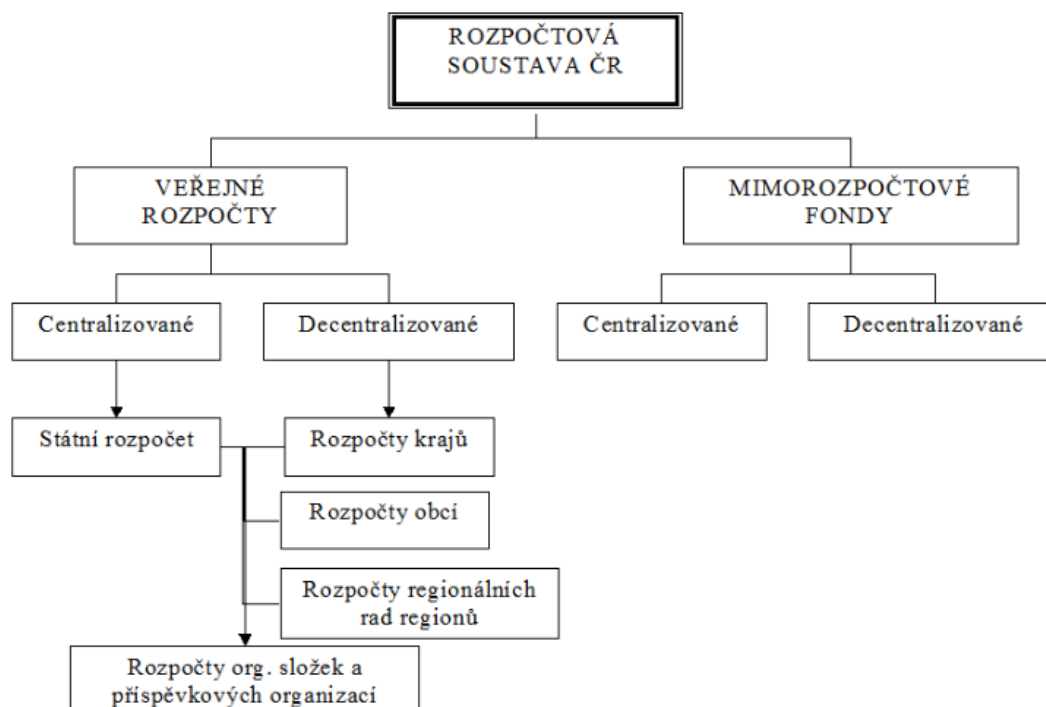 ROZPOČTOVÁ
SOUSTAVA ČR
VEŘEJNÉ
ROZPOČTY
MIMOROZPOČTOVÉ
FONDY
Centralizované
Decentralizované
Centralizované
Decentralizované
Státní rozpočet
Rozpočty krajů
Rozpočty obcí
Rozpočty regionálních
rad regionů
Rozpočty org. složek a
příspěvkových organizací